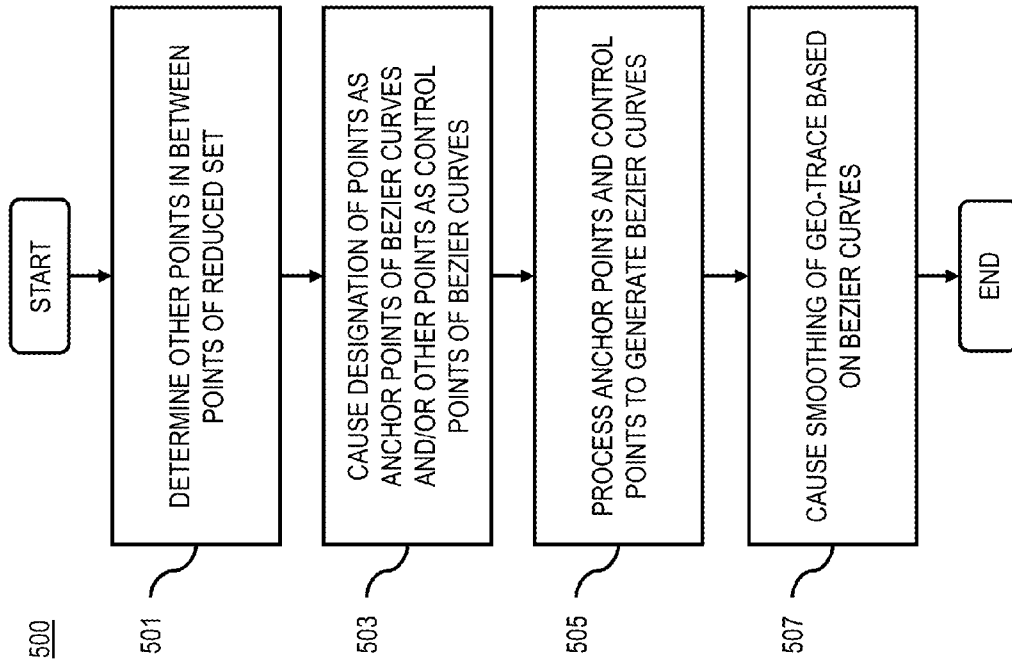 500
START
501
DETERMINE OTHER POINTS IN BETWEEN
POINTS OF REDUCED SET
503
CAUSE DESIGNATION OF POINTS AS
ANCHOR POINTS OF BEZIER CURVES
AND/OR OTHER POINTS AS CONTROL
POINTS OF BEZIER CURVES
505
PROCESS ANCHOR POINTS AND CONTROL
POINTS TO GENERATE BEZIER CURVES
507
CAUSE SMOOTHING OF GEO-TRACE BASED
ON BEZIER CURVES
END